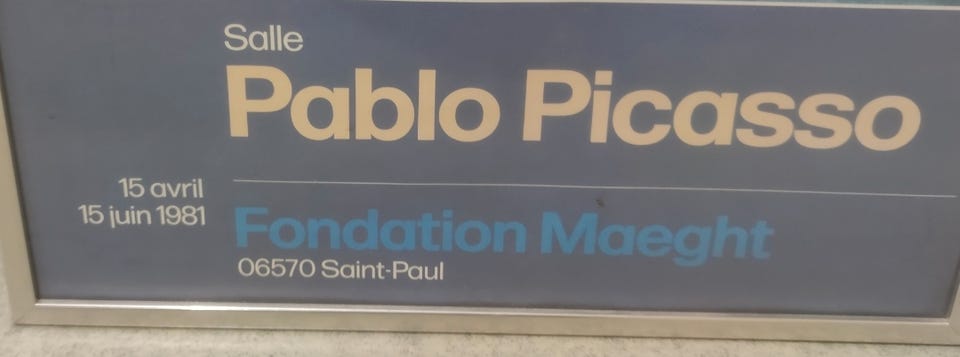 Salle
Pablo Picasso
15 avril
15 juin 1981
Fondation Maeght
06570 Saint-Paul